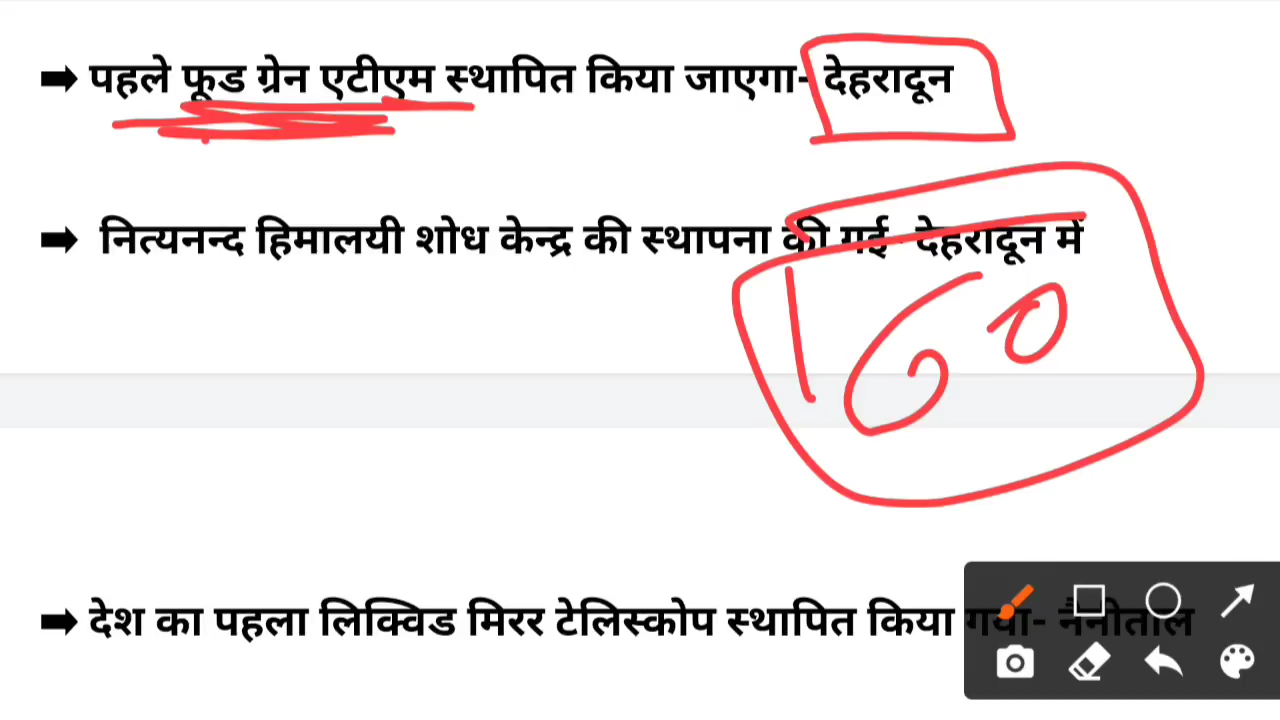 ➡ पहले फूड ग्रेन एटीएम स्थापित किया जाएगा- देहरादून
➡ नित्यनन्द हिमालयी शोध केन्द्र की स्थापना की गई- देहरादून में
160
➡ देश का पहला लिक्विड मिरर टेलिस्कोप स्थापित किया गया- नैनीताल